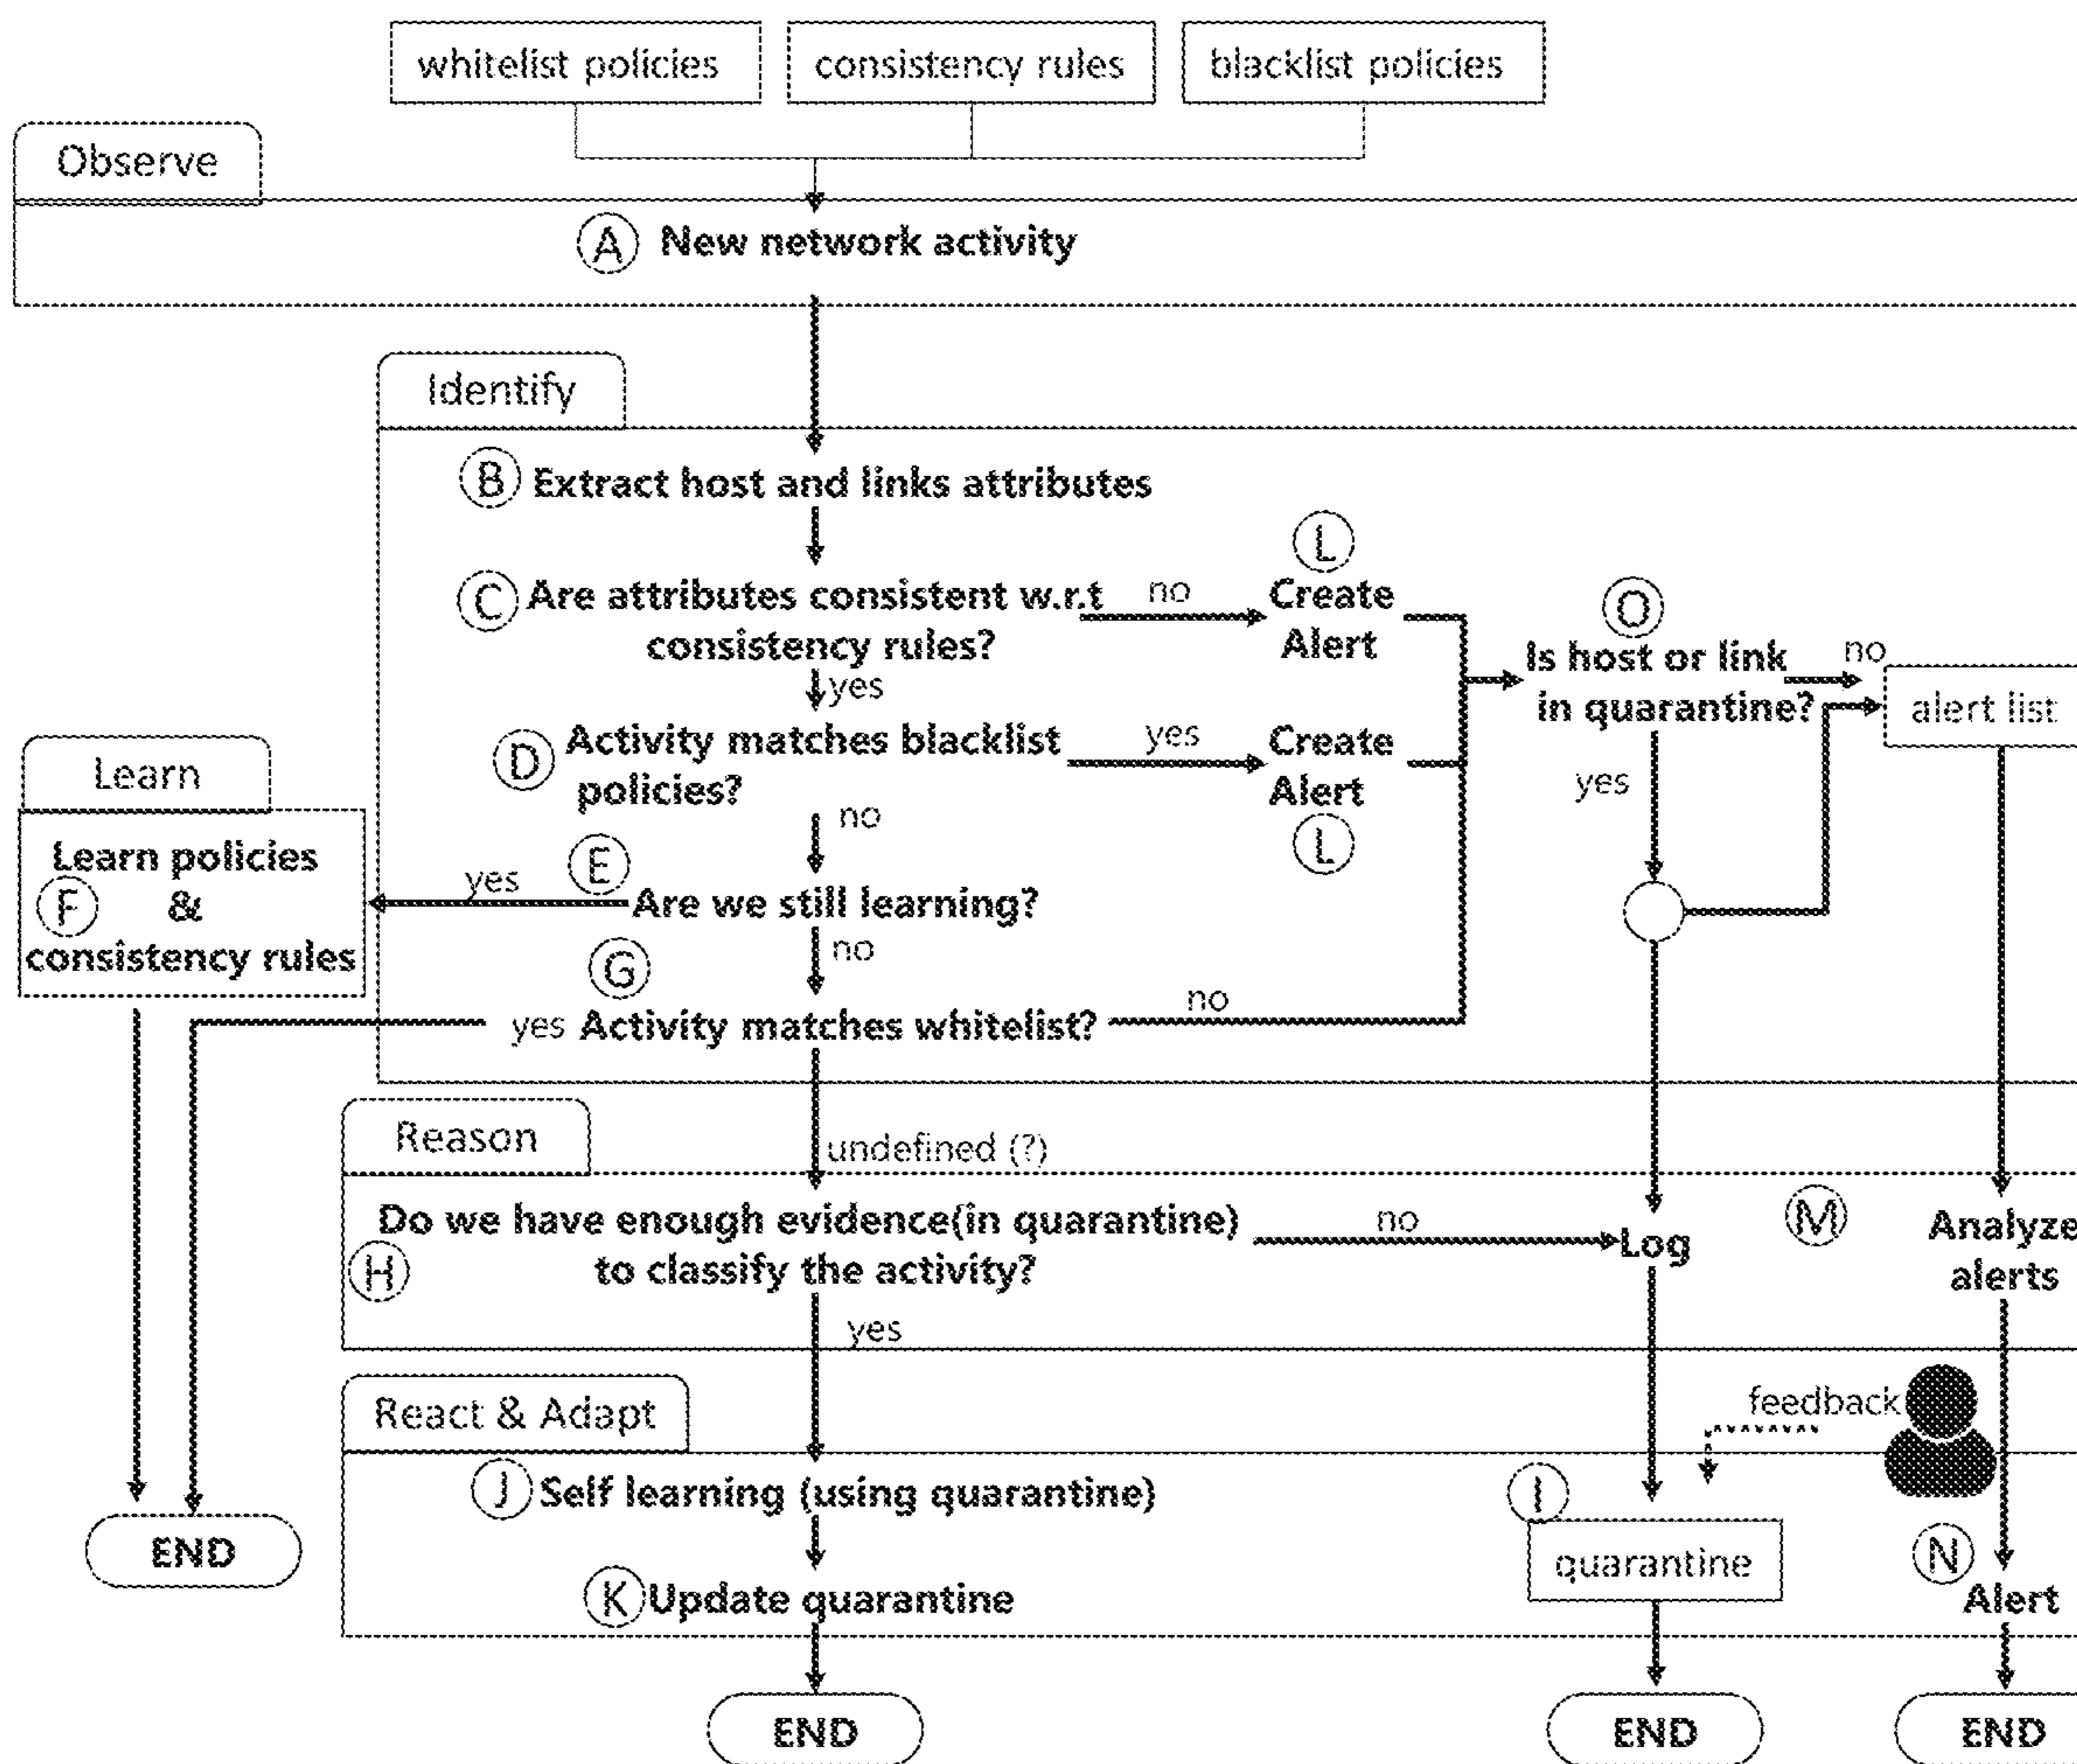 whitelist policies
consistency rules
blacklist policies
Observe
A New network activity
Identify
B Extract host and links attributes
L
C Are attributes consistent w.r.t
consistency rules?
no
Create
Alert
O
Is host or link
in quarantine?
no
alert list
yes
D Activity matches blacklist
policies?
yes
Create
Alert
L
yes
Learn
Learn policies
F &
consistency rules
no
E
yes
Are we still learning?
no
G
yes Activity matches whitelist?
no
Reason
undefined (?)
Do we have enough evidence(in quarantine)
H to classify the activity?
no
Log
M
Analyze
alerts
yes
React & Adapt
feedback
J Self learning (using quarantine)
I
quarantine
N
Alert
K Update quarantine
END
END
END
END